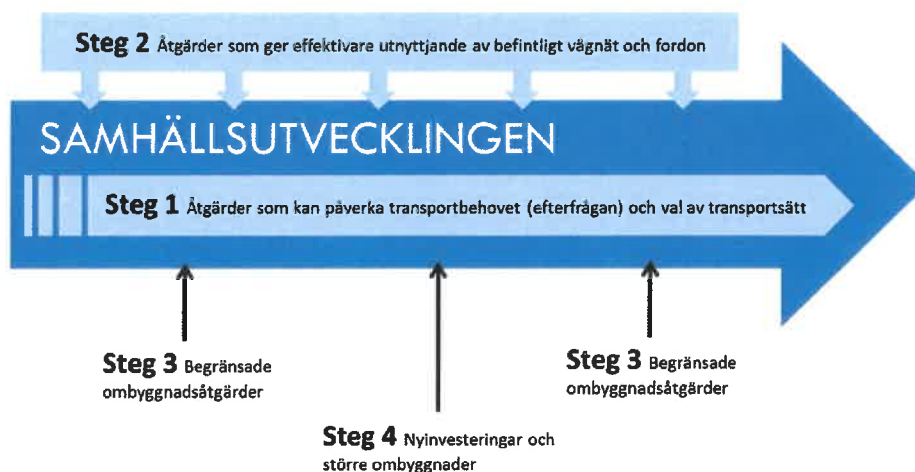 Steg 2 Åtgärder som ger effektivare utnyttjande av befintligt vägnät och fordon
SAMHÄLLSUTVECKLINGEN
Steg 1 Åtgärder som kan påverka transportbehovet (efterfrågan) och val av transportsätt
Steg 3 Begränsade
ombyggnadsåtgärder
Steg 3 Begränsade
ombyggnadsåtgärder
Steg 4 Nyinvesteringar och
större ombyggnader